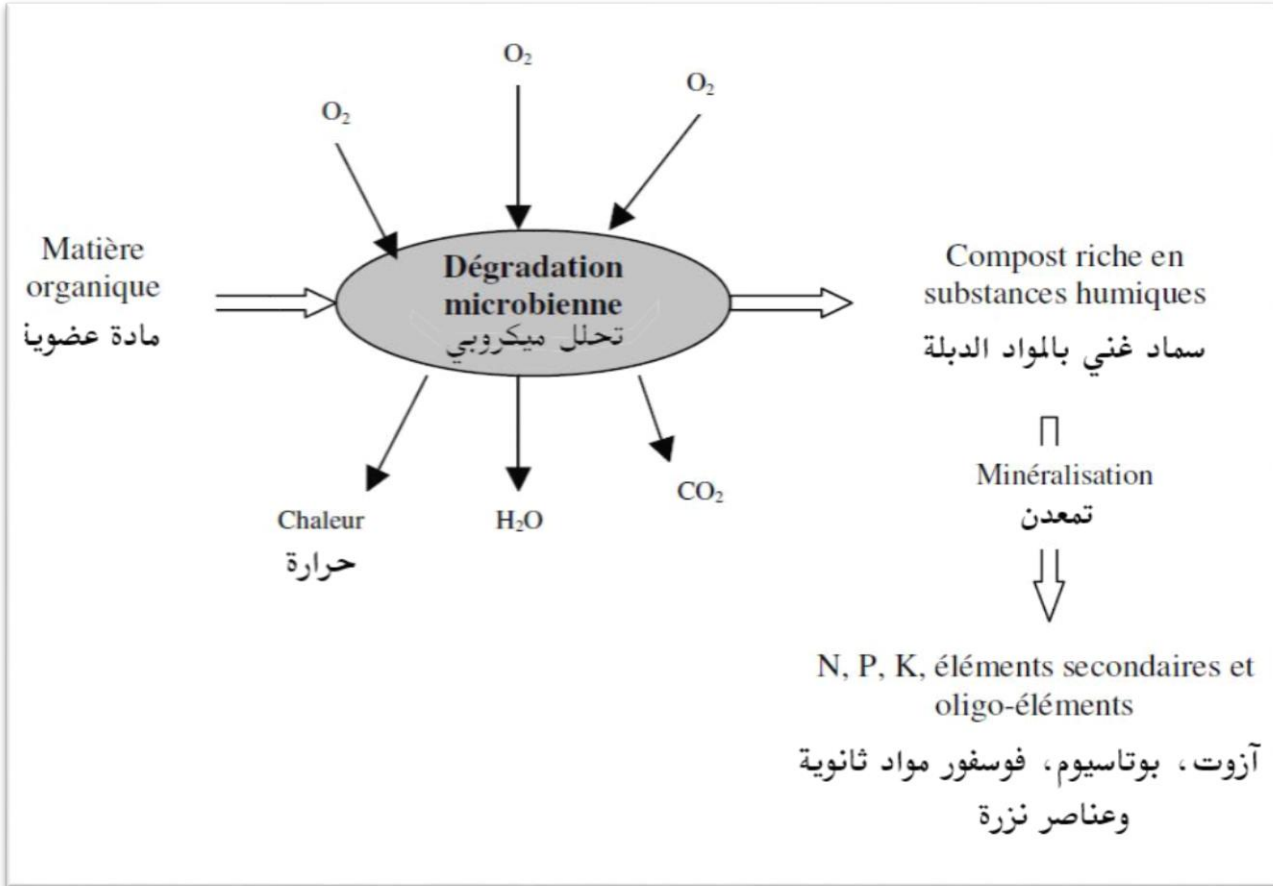 O₂
O₂
O₂
Matière
organique
مادة عضوية
Dégradation
microbienne
تحلل ميكروبي
Compost riche en
substances humiques
سماد غني بالمواد الدبلة
Chaleur
حرارة
H₂O
CO₂
Minéralisation
تمعدن
N, P, K, éléments secondaires et
oligo-éléments
آزوت، بوتاسيوم، فوسفور مواد ثانوية
وعناصر نزرة